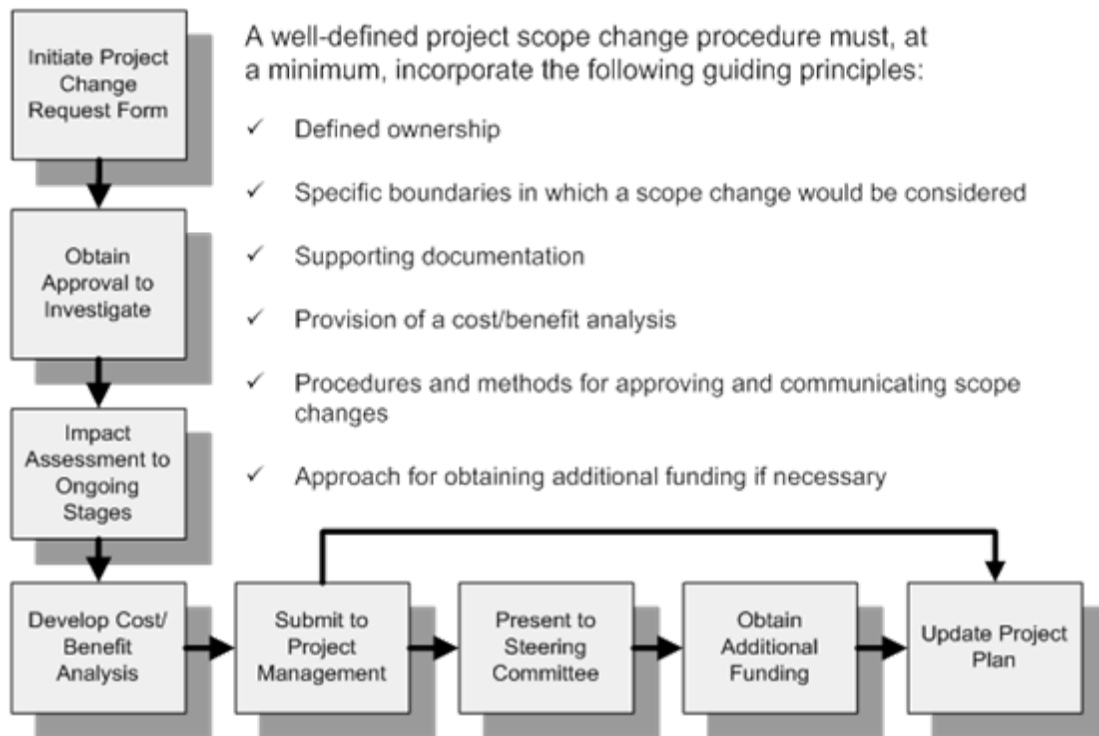 Initiate Project
Change
Request Form
A well-defined project scope change procedure must, at
a minimum, incorporate the following guiding principles:
✓ Defined ownership
✓ Specific boundaries in which a scope change would be considered
✓ Supporting documentation
✓ Provision of a cost/benefit analysis
✓ Procedures and methods for approving and communicating scope
changes
✓ Approach for obtaining additional funding if necessary
Obtain
Approval to
Investigate
Impact
Assessment to
Ongoing
Stages
Develop Cost/
Benefit
Analysis
Submit to
Project
Management
Present to
Steering
Committee
Obtain
Additional
Funding
Update Project
Plan